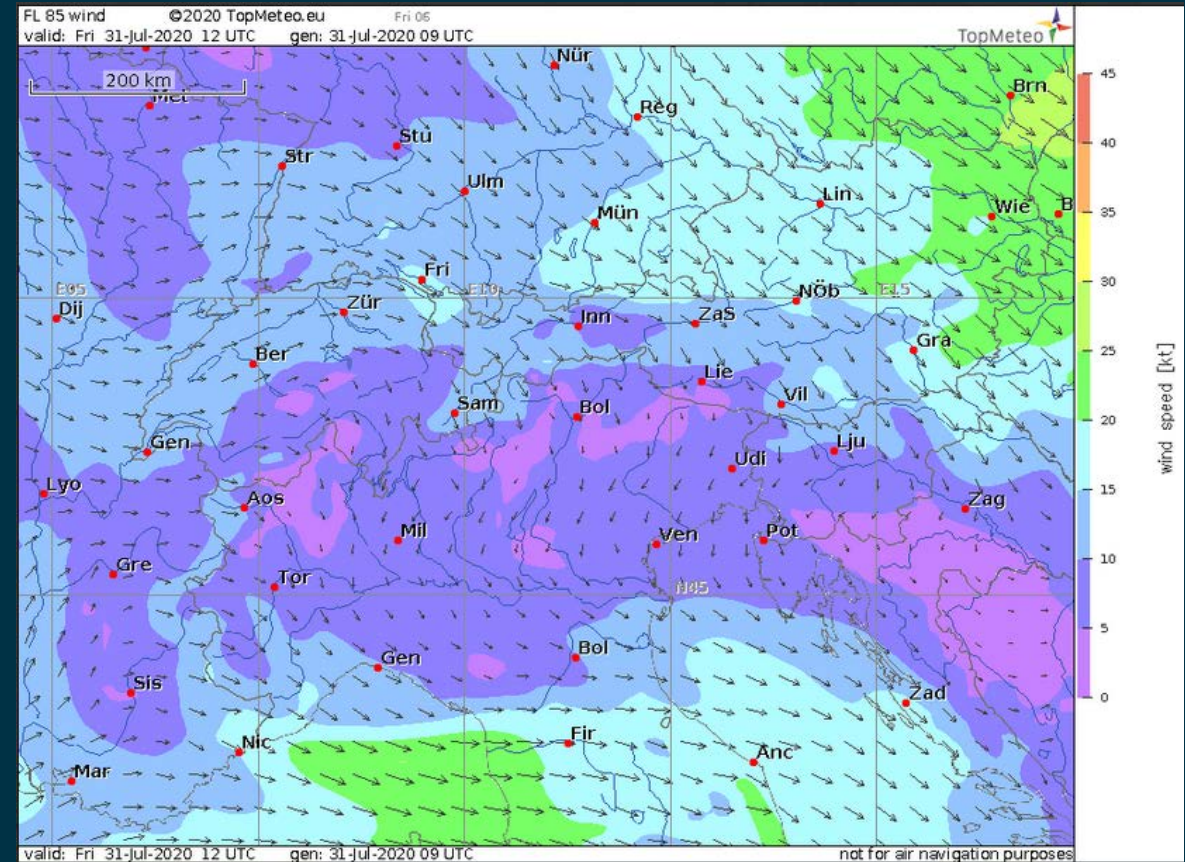 FL 85 wind ©2020 TopMeteo.eu Fri 06
valid: Fri 31-Jul-2020 12 UTC gen: 31-Jul-2020 09 UTC TopMeteo
200 km
Nür
Met
Brn
Reg
Stu
Str
Ulm
Lin
Mün
Wie
B
Fri
E05
E10
E15
NÖb
Dij
Zür
Inn
ZaS
Gra
Ber
Lie
Vil
Sam
Bol
Gen
Lju
Udi
Lyo
Aos
Zag
Mil
Ven
Pot
Gre
Tor
N45
Bol
Gen
Sis
Zad
Nic
Fir
Anc
Mar
45
40
35
30
25
20
15
10
5
0
wind speed [kt]
valid: Fri 31-Jul-2020 12 UTC gen: 31-Jul-2020 09 UTC not for air navigation purposes